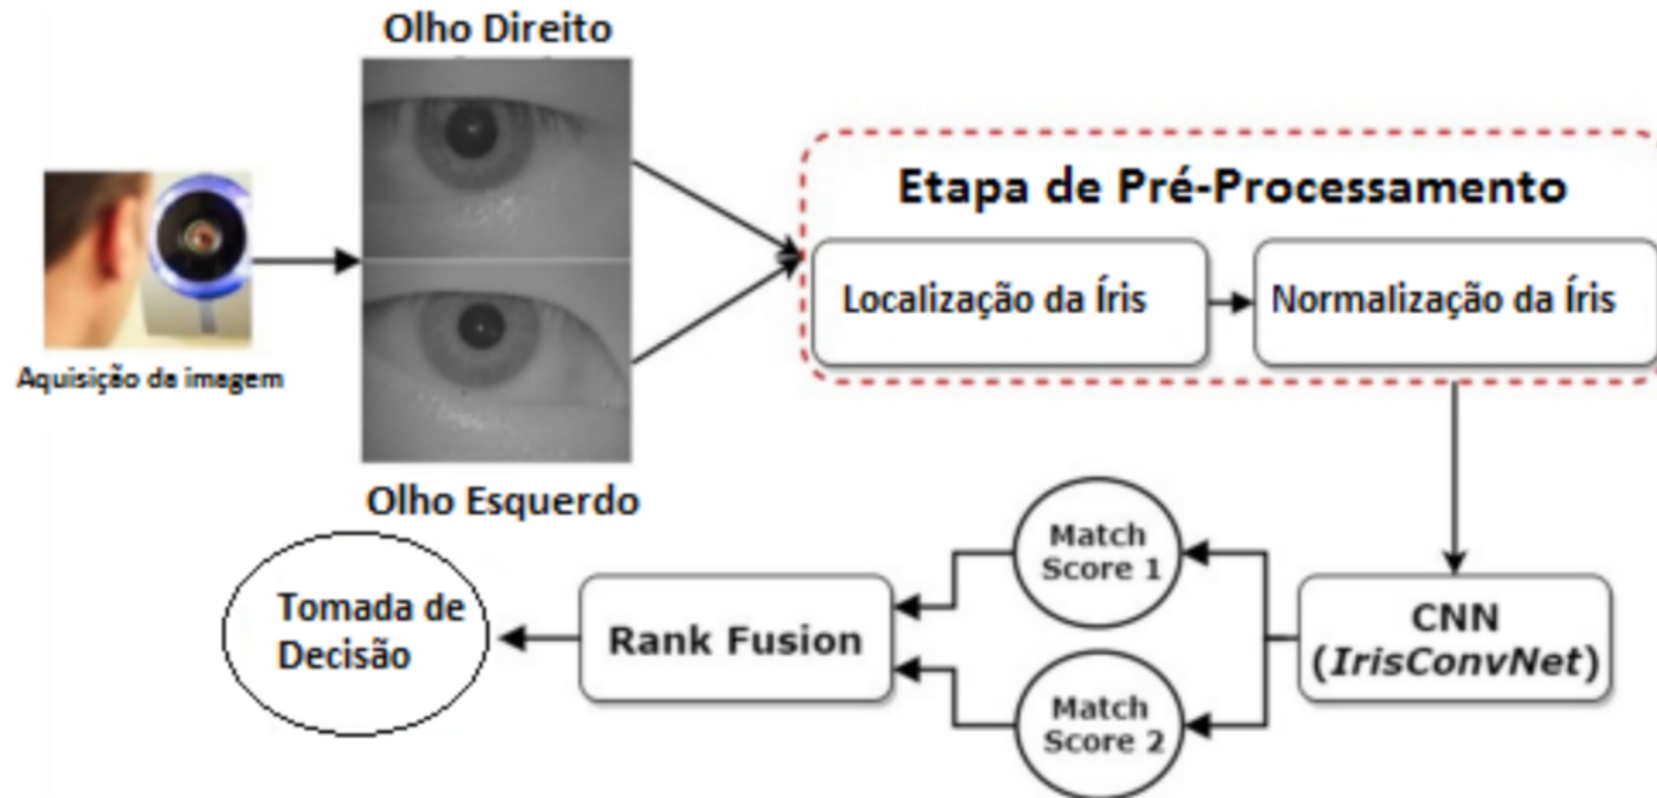 Olho Direito
Aquisição da imagem
Olho Esquerdo
Etapa de Pré-Processamento
Localização da Íris
Normalização da Íris
CNN
(IrisConvNet)
Match
Score 1
Match
Score 2
Rank Fusion
Tomada de
Decisão